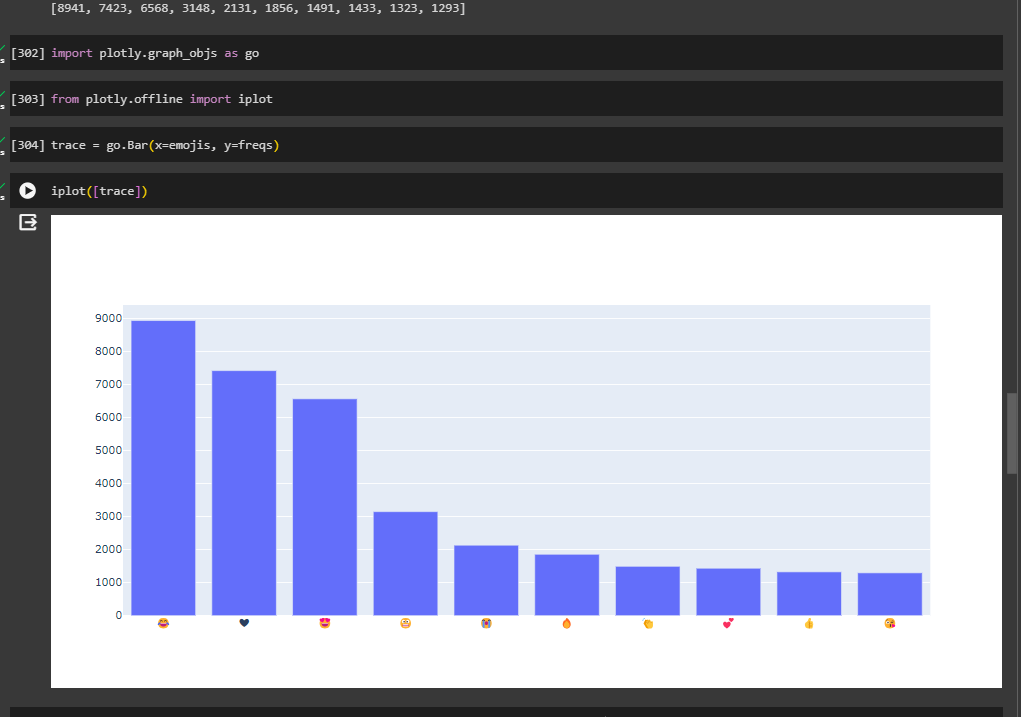 [8941, 7423, 6568, 3148, 2131, 1856, 1491, 1433, 1323, 1293]
[302] import plotly.graph_objs as go
[303] from plotly.offline import iplot
[304] trace = go.Bar(x=emojis, y=freqs)
iplot([trace])
9000
8000
7000
6000
5000
4000
3000
2000
1000
0